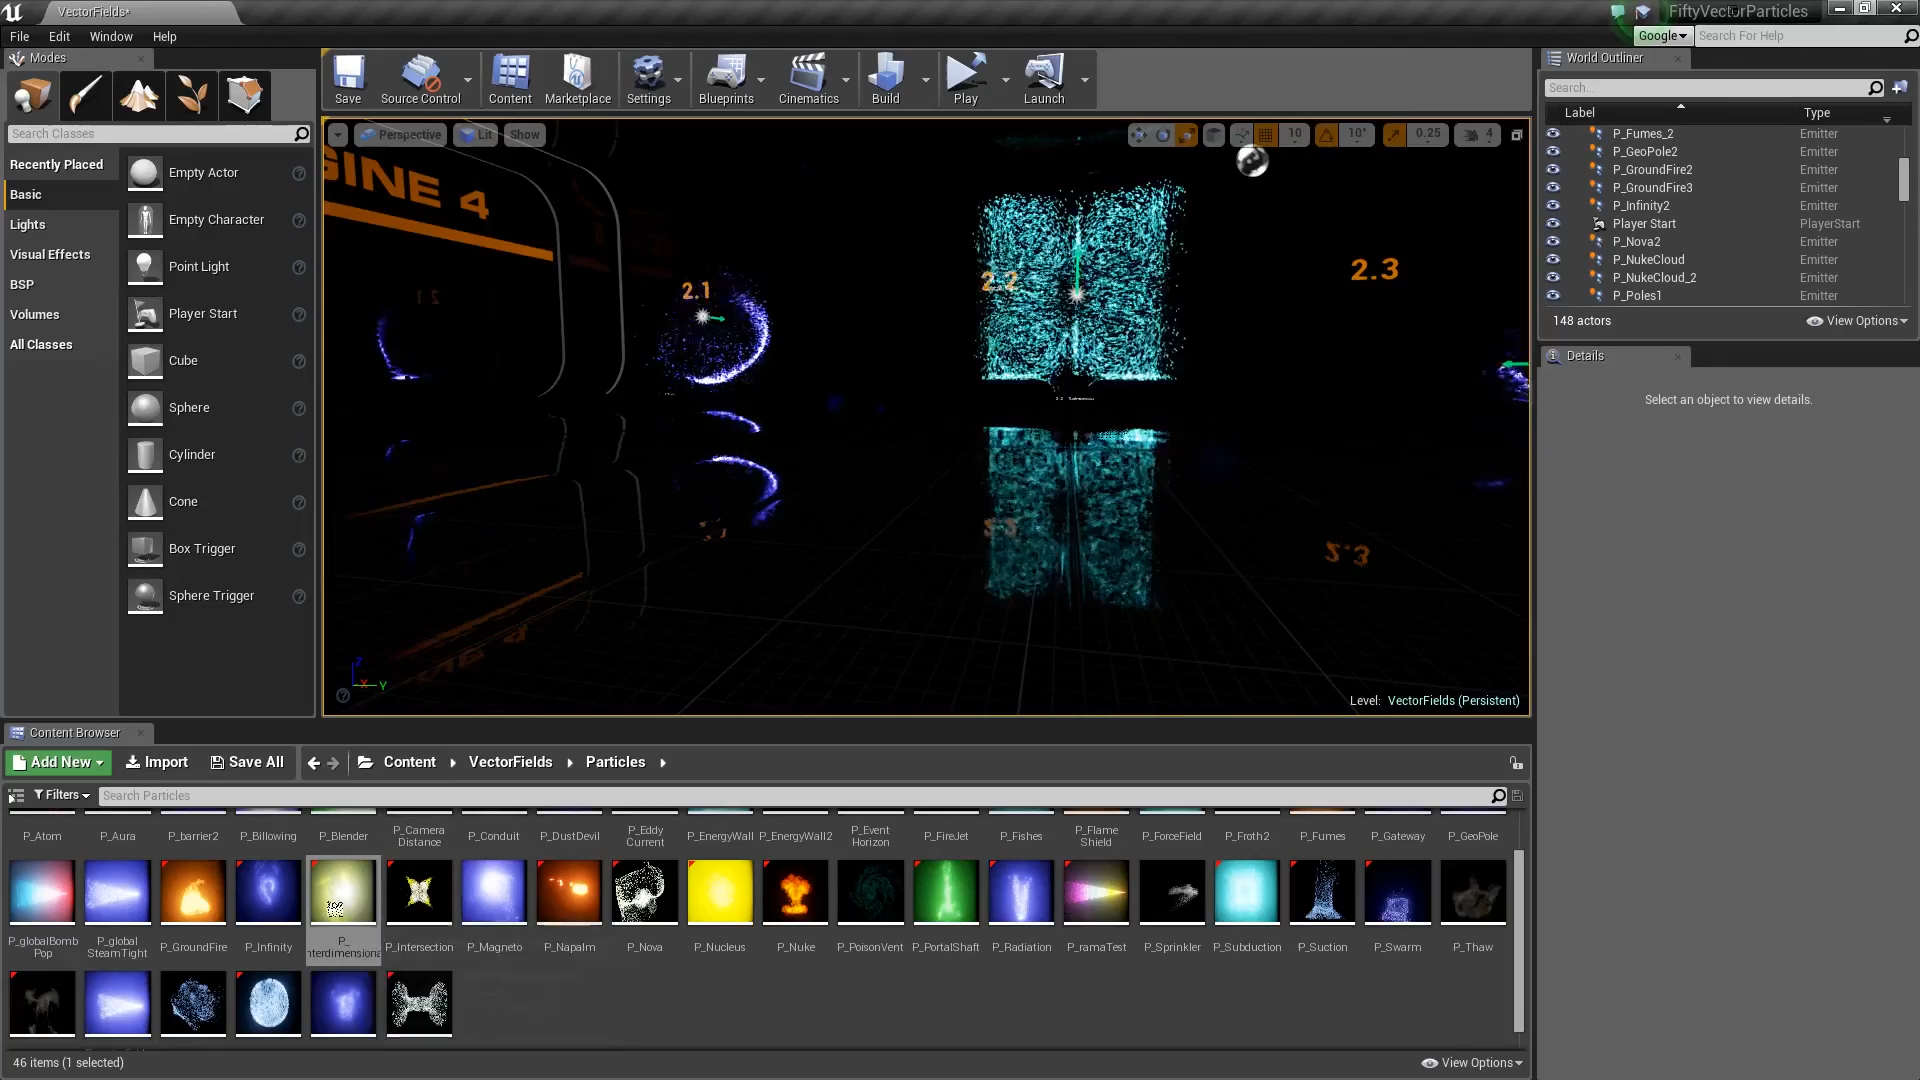 VectorFields*
FiftyVectorParticles
File Edit Window Help
Google
Search For Help
Modes
Search Classes
Recently Placed
Basic
Lights
Visual Effects
BSP
Volumes
All Classes
Empty Actor
Empty Character
Point Light
Player Start
Cube
Sphere
Cylinder
Cone
Box Trigger
Sphere Trigger
Save
Source Control
Content
Marketplace
Settings
Blueprints
Cinematics
Build
Play
Launch
Perspective
Lit
Show
10
10°
0.25
4
GINE 4
2.1
2.2
2.3
Z
X
Y
Level: VectorFields (Persistent)
World Outliner
Search...
Label Type
P_Fumes_2 Emitter
P_GeoPole2 Emitter
P_GroundFire2 Emitter
P_GroundFire3 Emitter
P_Infinity2 Emitter
Player Start PlayerStart
P_Nova2 Emitter
P_NukeCloud Emitter
P_NukeCloud_2 Emitter
P_Poles1 Emitter
148 actors
View Options
Details
Select an object to view details.
Content Browser
Add New
Import
Save All
Content VectorFields Particles
Filters
Search Particles
P_Atom
P_Aura
P_barrier2
P_Billowing
P_Blender
P_Camera
Distance
P_Conduit
P_DustDevil
P_Eddy
Current
P_EnergyWall
P_EnergyWall2
P_Event
Horizon
P_FireJet
P_Fishes
P_Flame
Shield
P_ForceField
P_Froth2
P_Fumes
P_Gateway
P_GeoPole
P_globalBomb
Pop
P_global
SteamTight
P_GroundFire
P_Infinity
P_
nterdimensiona
P_Intersection
P_Magneto
P_Napalm
P_Nova
P_Nucleus
P_Nuke
P_PoisonVent
P_PortalShaft
P_Radiation
P_ramaTest
P_Sprinkler
P_Subduction
P_Suction
P_Swarm
P_Thaw
46 items (1 selected)
View Options